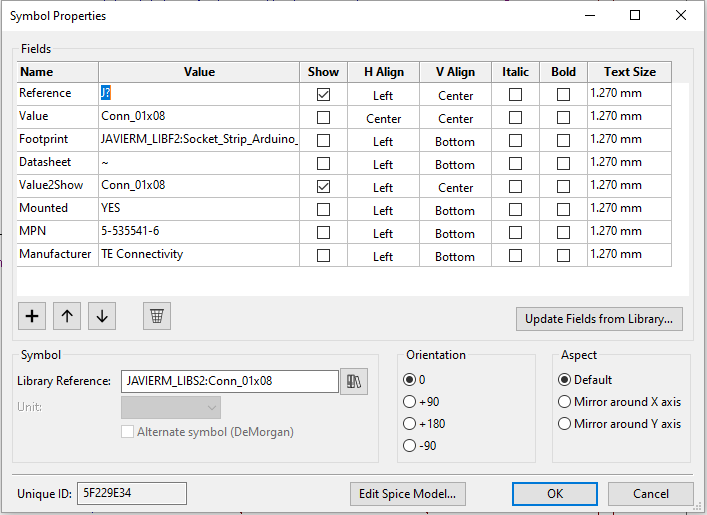 Symbol Properties
Fields
Name Value Show H Align V Align Italic Bold Text Size
Reference J? Left Center 1.270 mm
Value Conn_01x08 Center Center 1.270 mm
Footprint JAVIERM_LIBF2:Socket_Strip_Arduino_ Left Bottom 1.270 mm
Datasheet ~ Left Bottom 1.270 mm
Value2Show Conn_01x08 Left Center 1.270 mm
Mounted YES Left Bottom 1.270 mm
MPN 5-535541-6 Left Bottom 1.270 mm
Manufacturer TE Connectivity Left Bottom 1.270 mm
Update Fields from Library...
Symbol
Library Reference: JAVIERM_LIBS2:Conn_01x08
Unit:
Alternate symbol (DeMorgan)
Orientation
0
+90
+180
-90
Aspect
Default
Mirror around X axis
Mirror around Y axis
Unique ID: 5F229E34
Edit Spice Model...
OK
Cancel